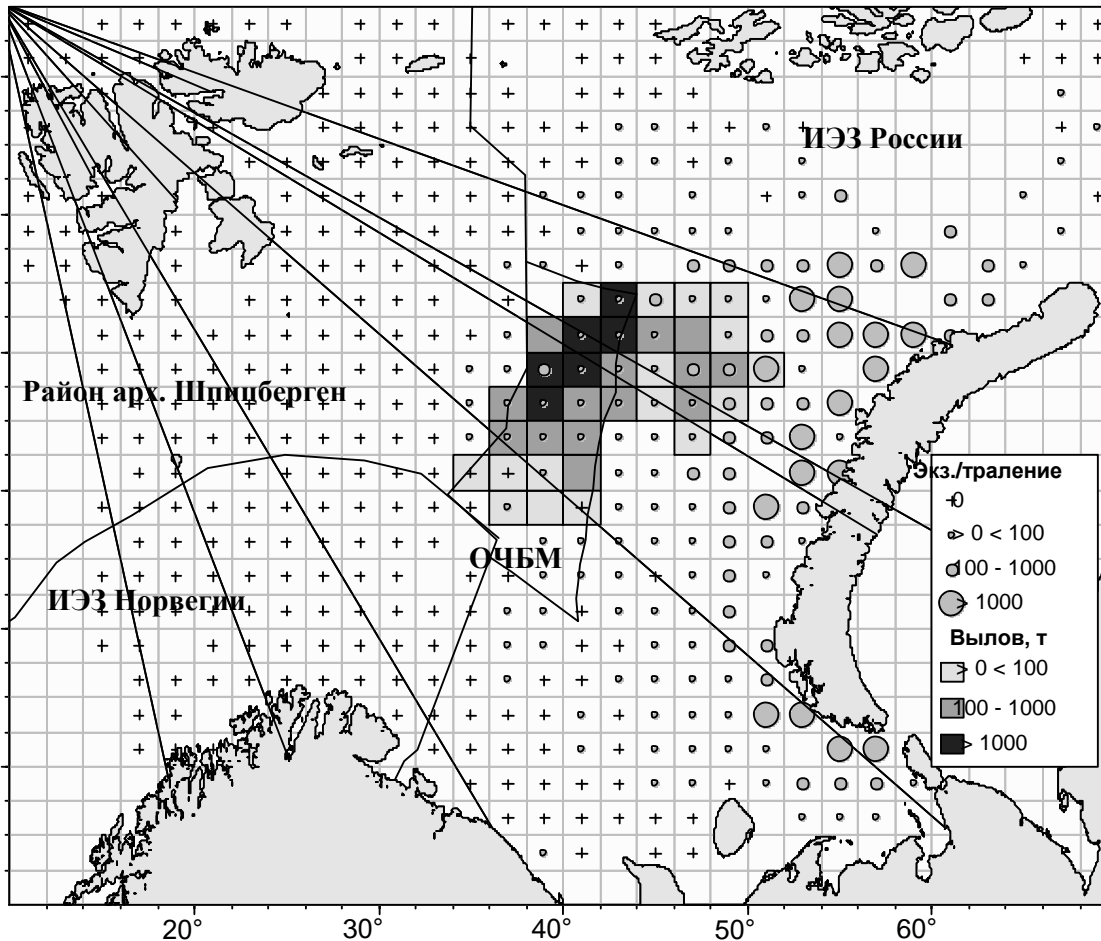 ИЭЗ России
Район арх. Шпицберген
ОЧБМ
ИЭЗ Норвегии
Экз./траление
0
> 0 < 100
100 - 1000
> 1000
Вылов, т
> 0 < 100
100 - 1000
> 1000
20° 30° 40° 50° 60°